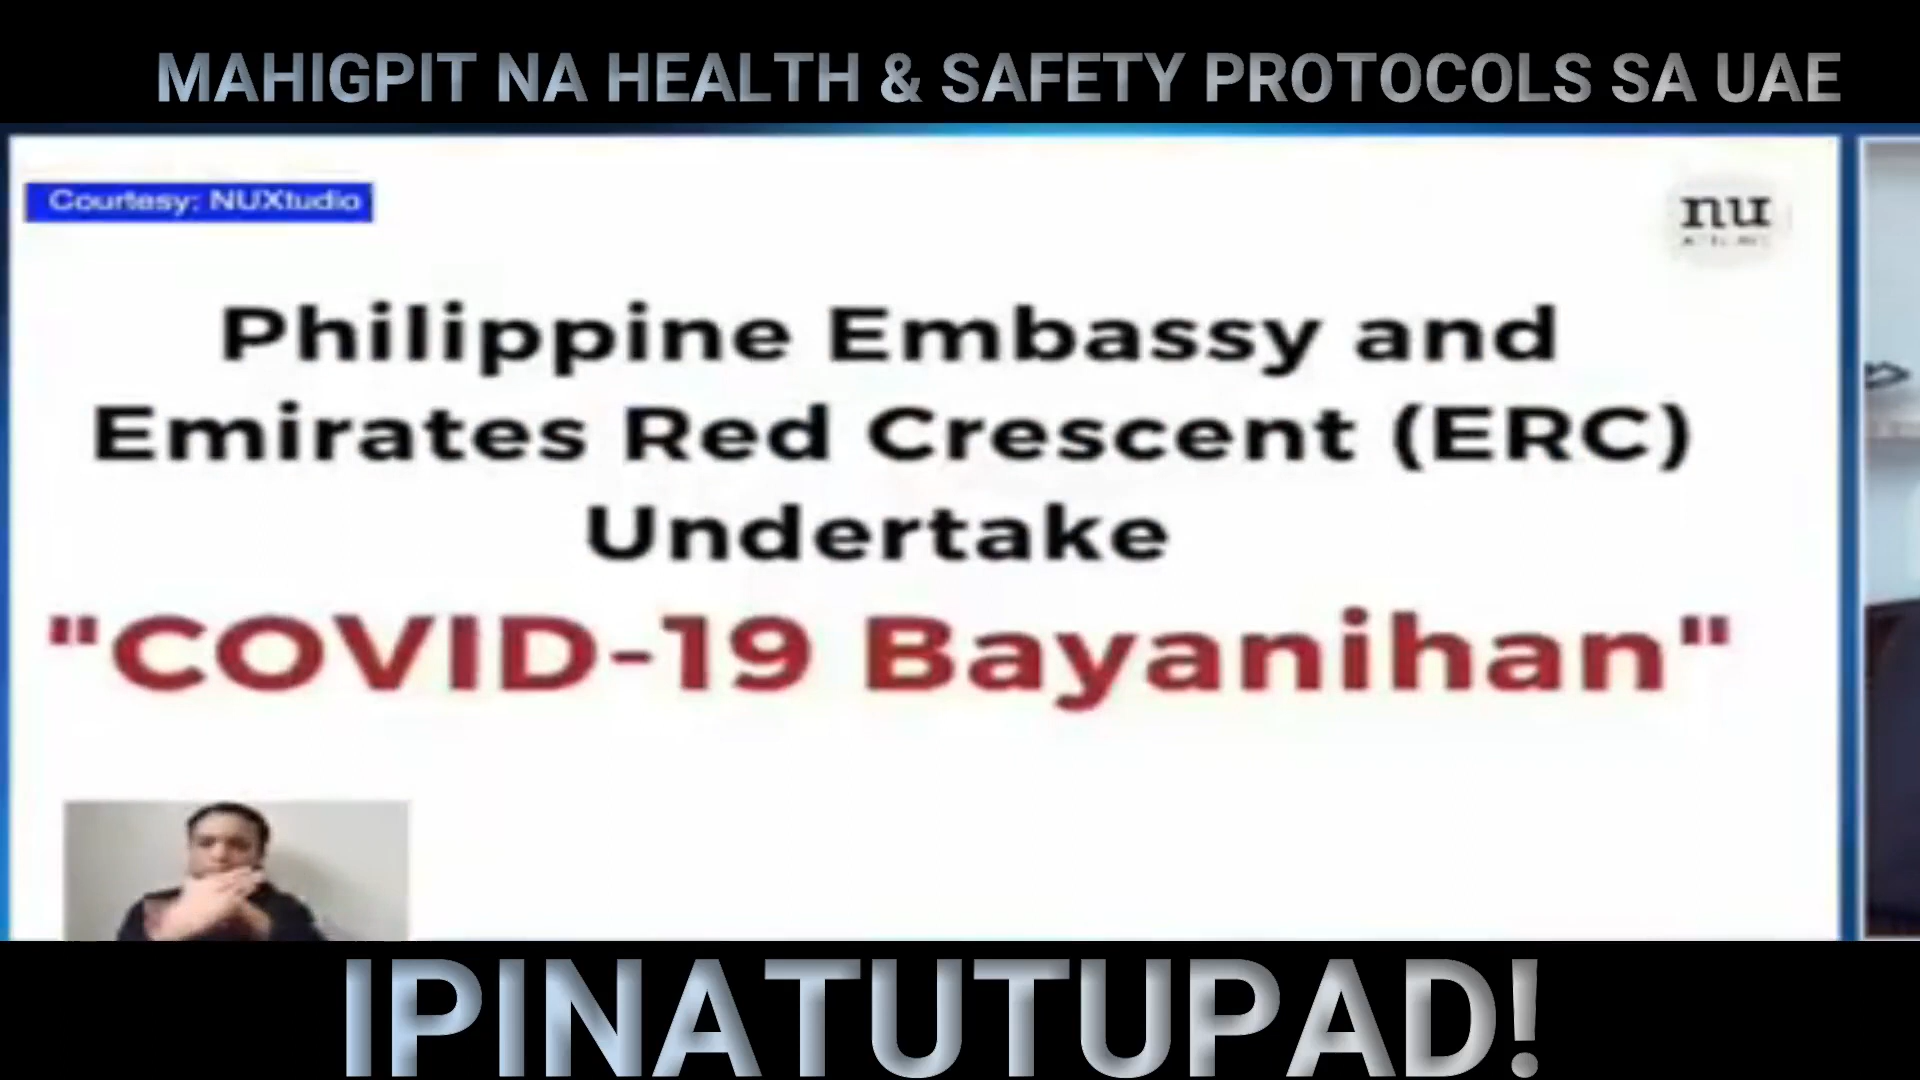 MAHIGPIT NA HEALTH & SAFETY PROTOCOLS SA UAE
Courtesy: NUXtudio
nu
Philippine Embassy and
Emirates Red Crescent (ERC)
Undertake
"COVID-19 Bayanihan"
IPINATUTUPAD!